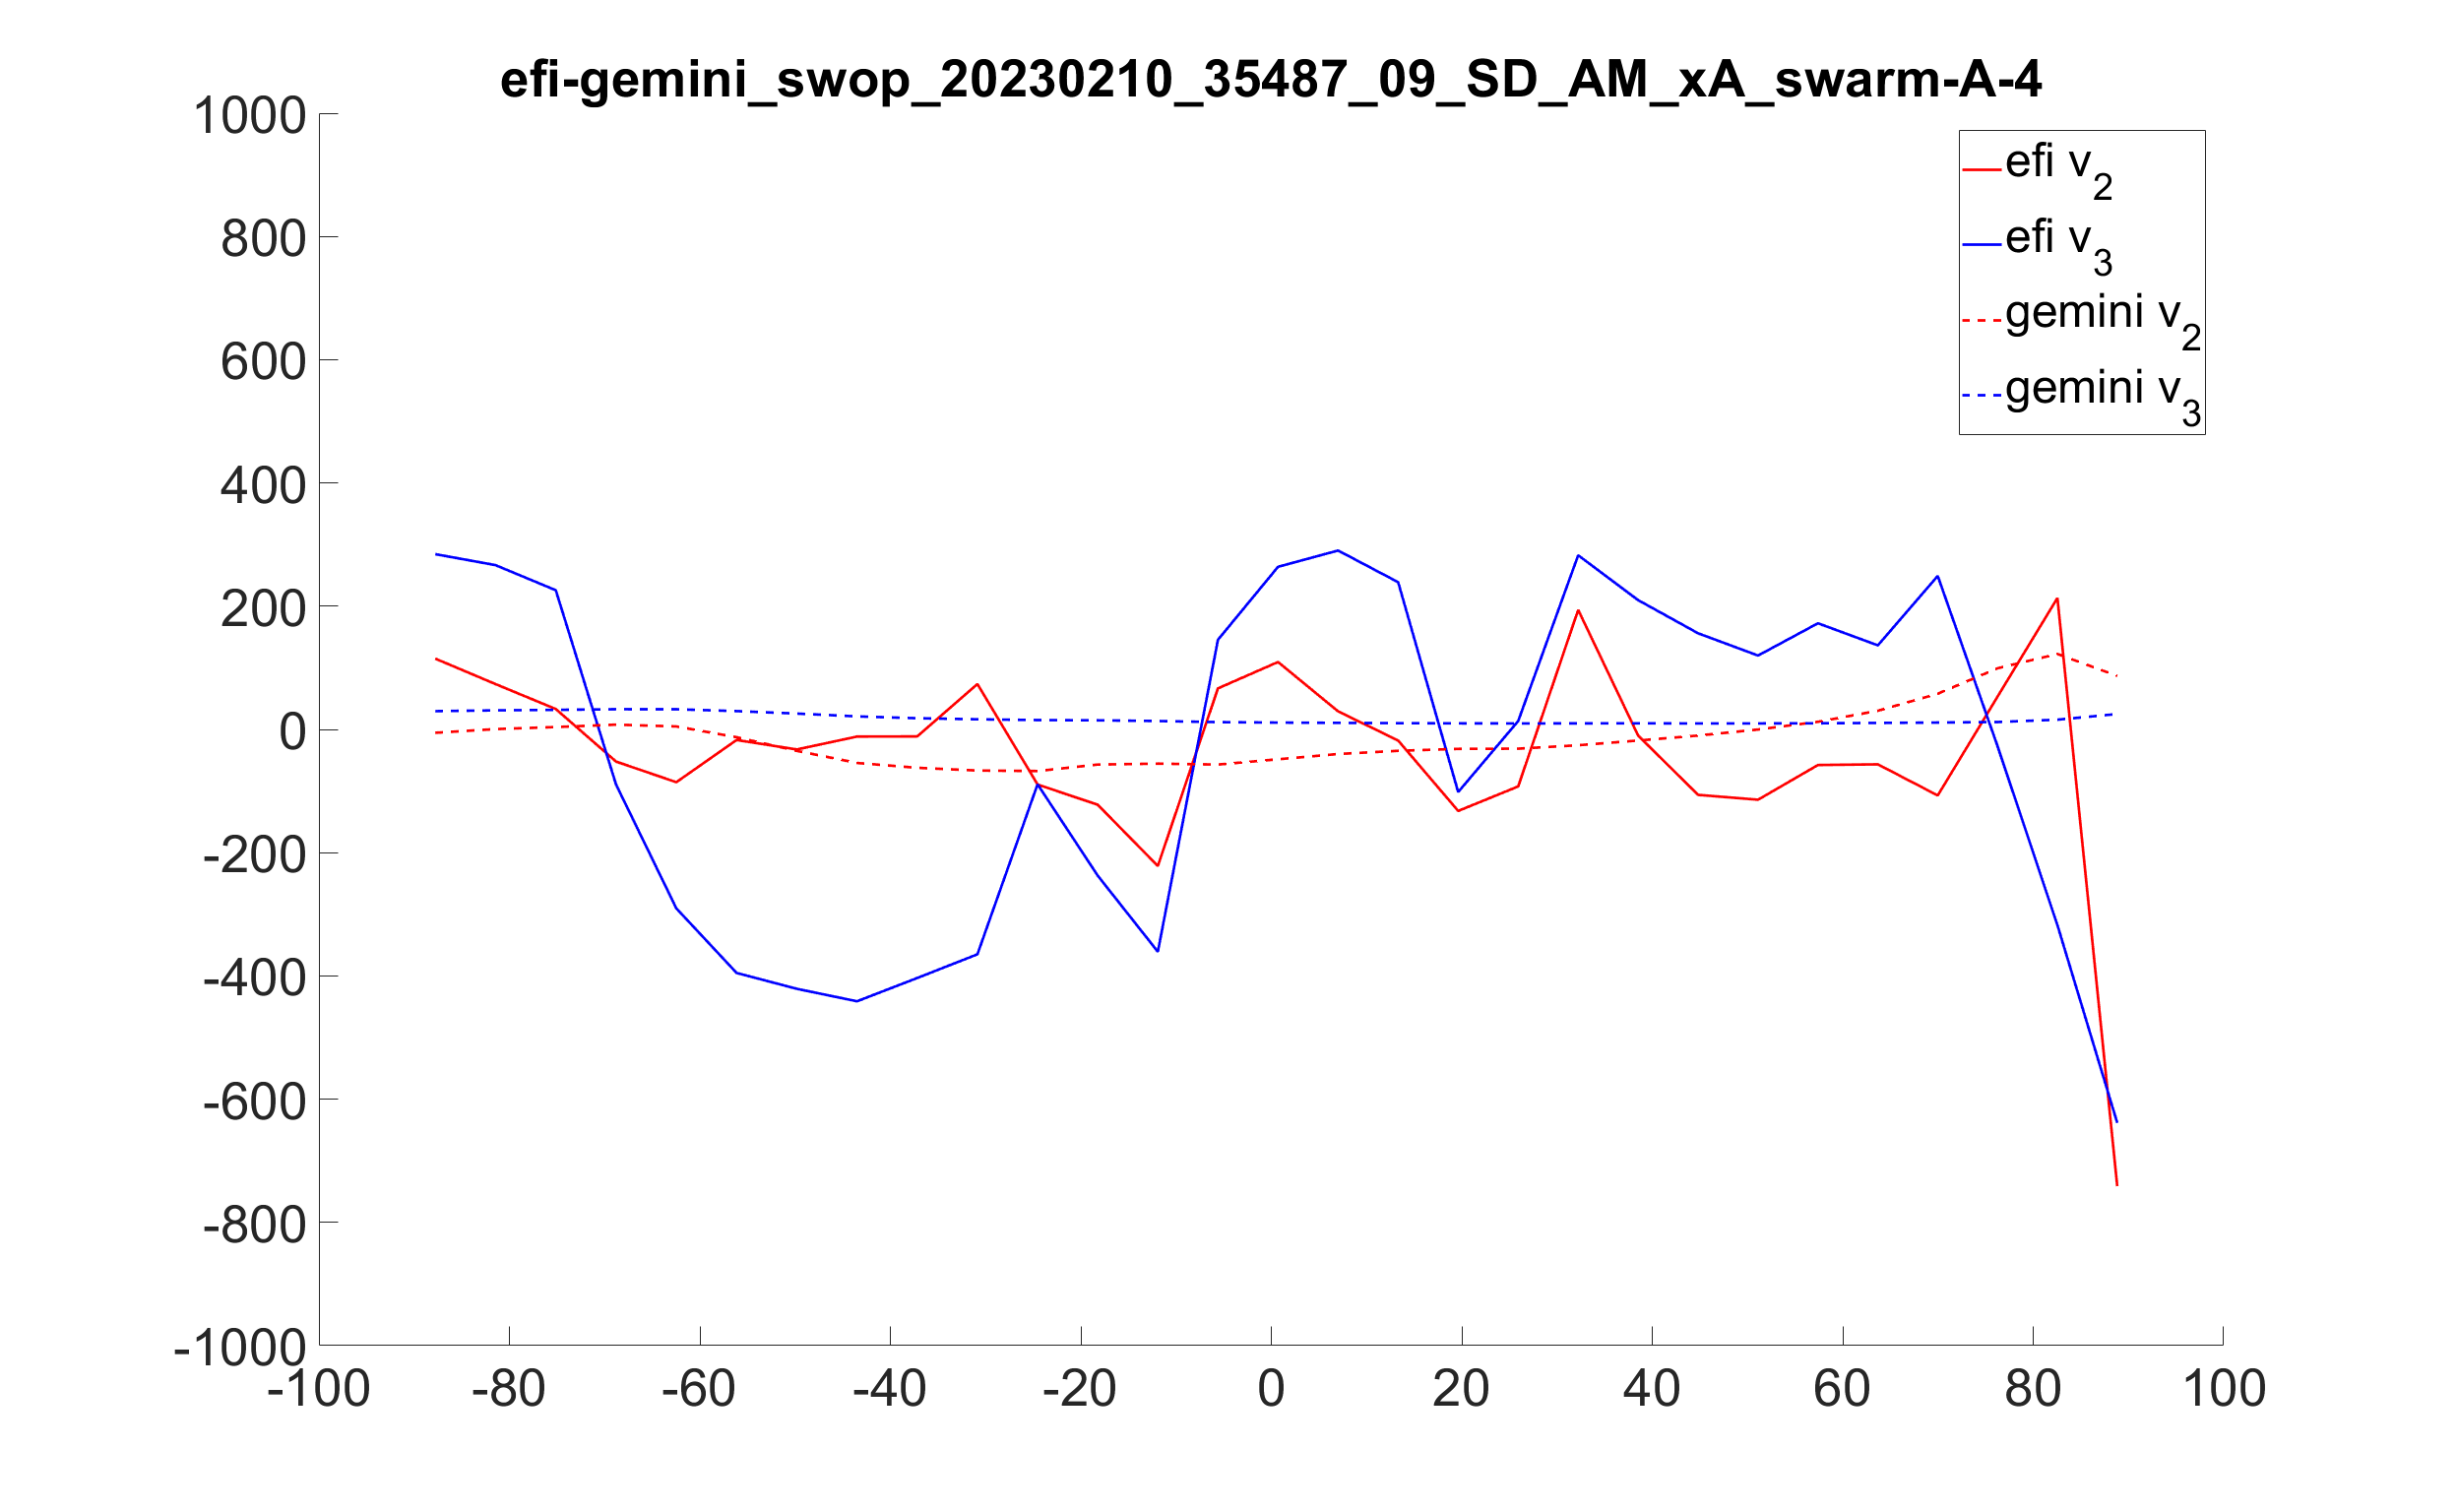 efi-gemini_swop_20230210_35487_09_SD_AM_xA_swarm-A-4
1000
800
600
400
200
0
-200
-400
-600
-800
-1000
-100 -80 -60 -40 -20 0 20 40 60 80 100
efi v2
efi v3
gemini v2
gemini v3